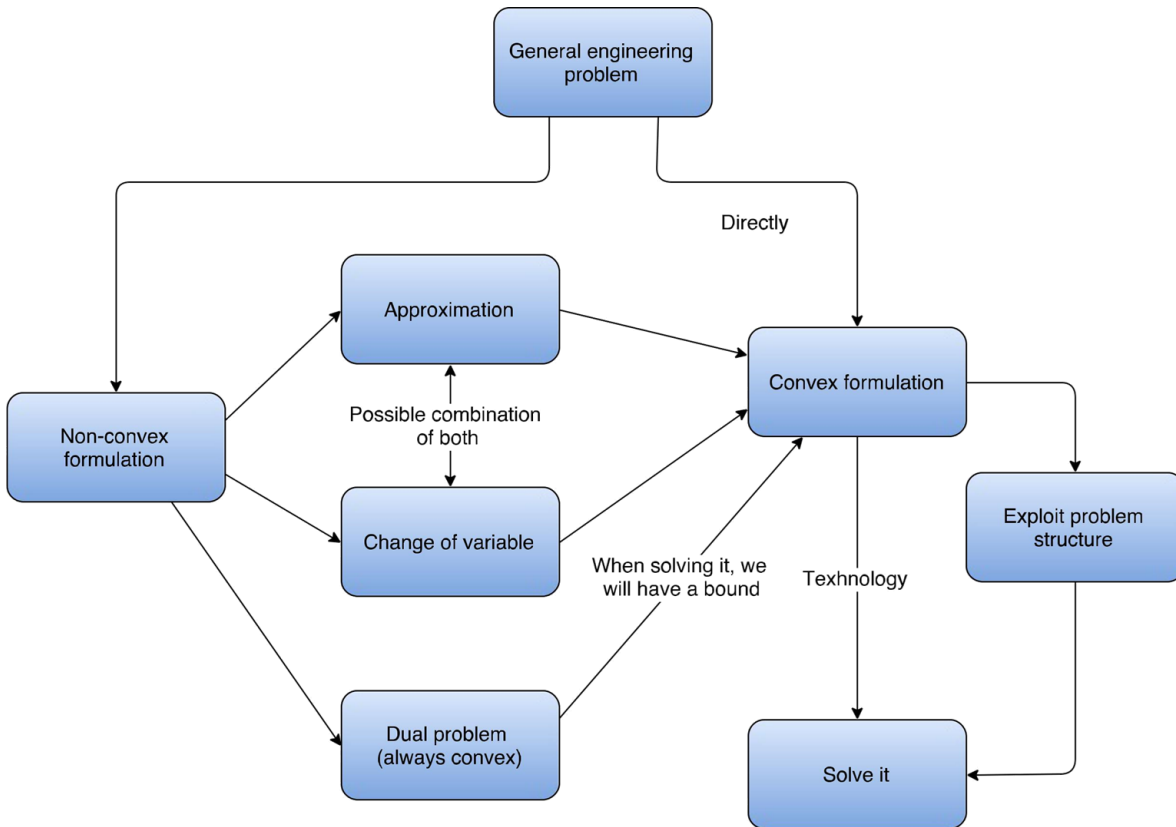 General engineering
problem
Directly
Approximation
Convex formulation
Possible combination
of both
Non-convex
formulation
Change of variable
Exploit problem
structure
When solving it, we
will have a bound
Texhnology
Dual problem
(always convex)
Solve it